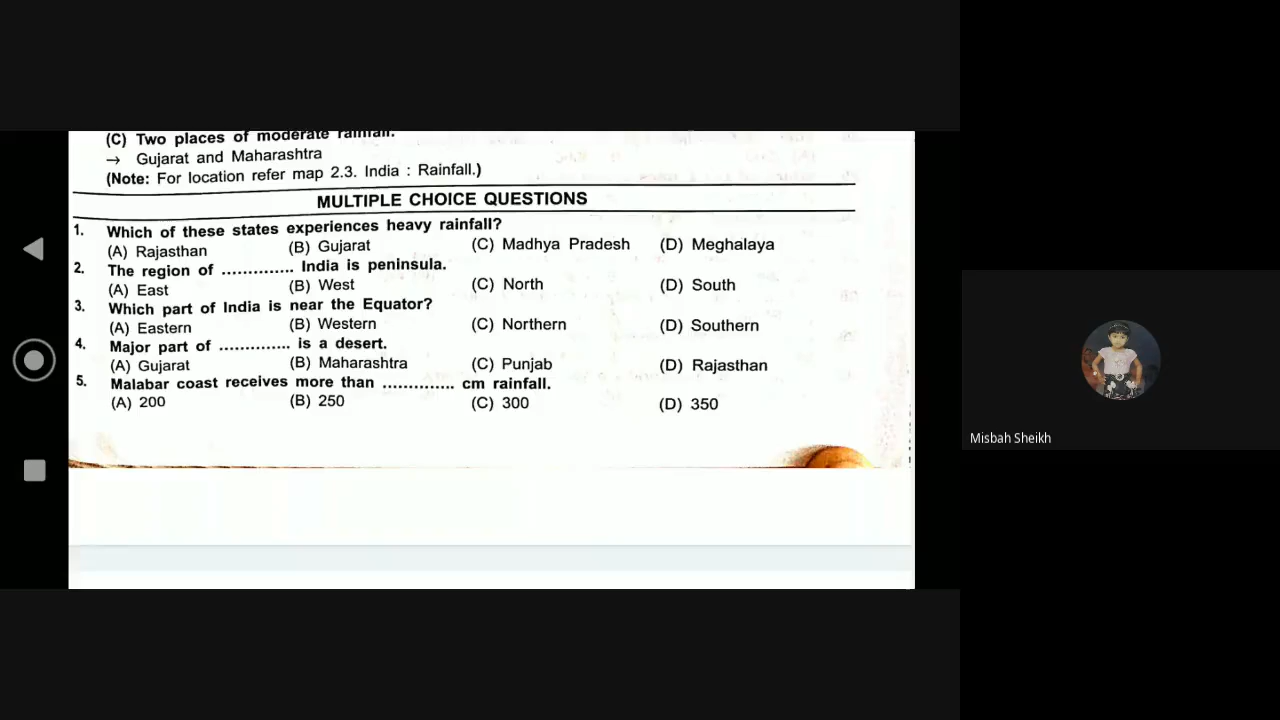 (C) Two places of moderate rainfall.
→ Gujarat and Maharashtra
(Note: For location refer map 2.3. India : Rainfall.)
MULTIPLE CHOICE QUESTIONS
1. Which of these states experiences heavy rainfall?
(A) Rajasthan (B) Gujarat (C) Madhya Pradesh (D) Meghalaya
2. The region of .............. India is peninsula.
(A) East (B) West (C) North (D) South
3. Which part of India is near the Equator?
(A) Eastern (B) Western (C) Northern (D) Southern
4. Major part of .............. is a desert.
(A) Gujarat (B) Maharashtra (C) Punjab (D) Rajasthan
5. Malabar coast receives more than .............. cm rainfall.
(A) 200 (B) 250 (C) 300 (D) 350
Misbah Sheikh